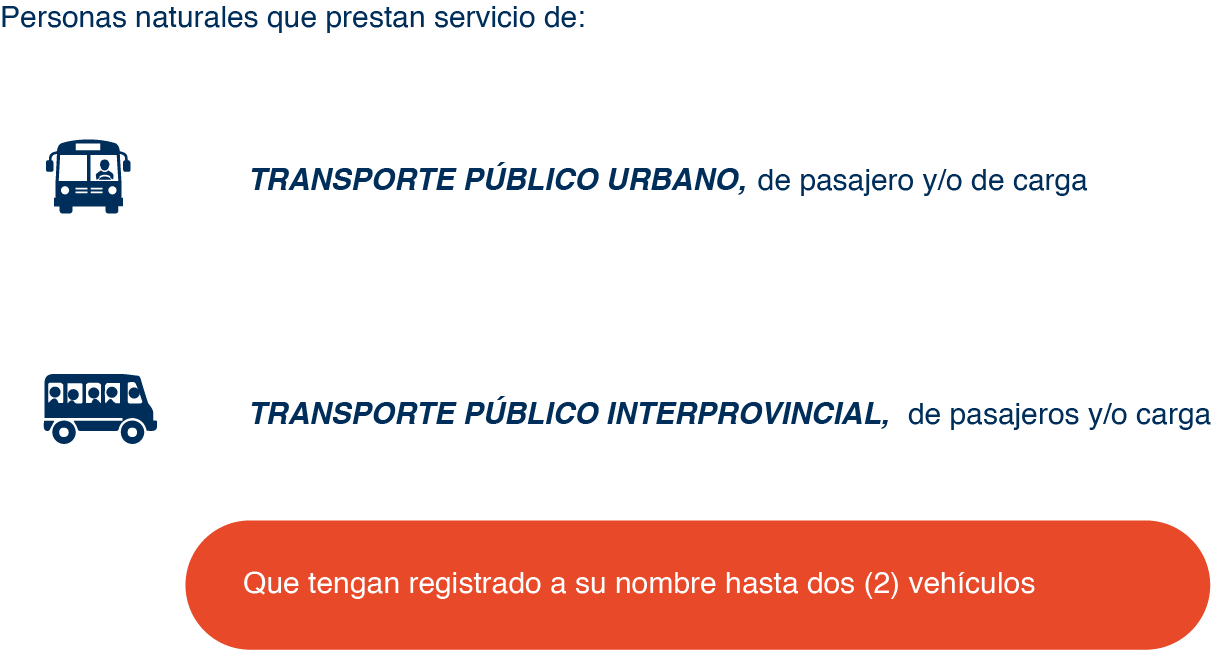 Personas naturales que prestan servicio de:
TRANSPORTE PÚBLICO URBANO, de pasajero y/o de carga
TRANSPORTE PÚBLICO INTERPROVINCIAL, de pasajeros y/o carga
Que tengan registrado a su nombre hasta dos (2) vehículos